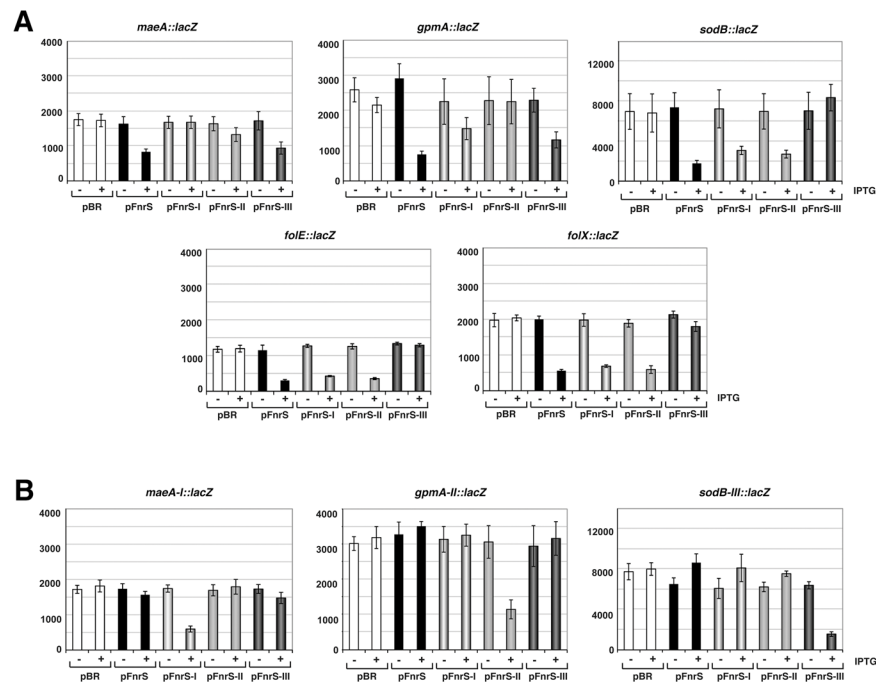 A
maeA::lacZ
4000
3000
2000
1000
0
- + - + - + - + - +
pBR pFnrS pFnrS-I pFnrS-II pFnrS-III
gpmA::lacZ
4000
3000
2000
1000
0
- + - + - + - + - +
pBR pFnrS pFnrS-I pFnrS-II pFnrS-III
sodB::lacZ
12000
8000
4000
0
- + - + - + - + - + IPTG
pBR pFnrS pFnrS-I pFnrS-II pFnrS-III
folE::lacZ
4000
3000
2000
1000
0
- + - + - + - + - +
pBR pFnrS pFnrS-I pFnrS-II pFnrS-III
folX::lacZ
4000
3000
2000
1000
0
- + - + - + - + - + IPTG
pBR pFnrS pFnrS-I pFnrS-II pFnrS-III
B
maeA-I::lacZ
4000
3000
2000
1000
0
- + - + - + - + - +
pBR pFnrS pFnrS-I pFnrS-II pFnrS-III
gpmA-II::lacZ
4000
3000
2000
1000
0
- + - + - + - + - +
pBR pFnrS pFnrS-I pFnrS-II pFnrS-III
sodB-III::lacZ
12000
8000
4000
0
- + - + - + - + - + IPTG
pBR pFnrS pFnrS-I pFnrS-II pFnrS-III